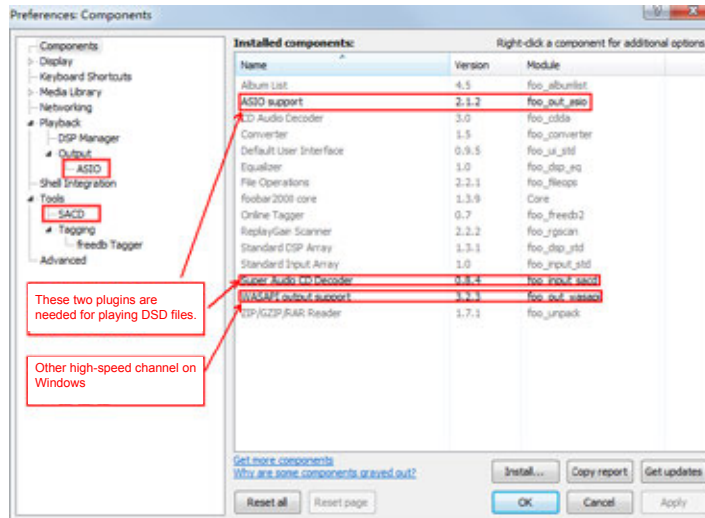 Preferences: Components
Components
Display
Keyboard Shortcuts
Media Library
Networking
Playback
DSP Manager
Output
ASIO
Shell Integration
Tools
SACD
Tagging
freedb Tagger
Advanced
These two plugins are
needed for playing DSD files.
Other high-speed channel on
Windows
Installed components:
Right-click a component for additional options
Name Version Module
Album List 4.5 foo_albumlist
ASIO support 2.1.2 foo_out_asio
CD Audio Decoder 3.0 foo_cdda
Converter 1.5 foo_converter
Default User Interface 0.9.5 foo_ui_std
Equalizer 1.0 foo_dsp_eq
File Operations 2.2.1 foo_fileops
foobar2000 core 1.3.9 Core
Online Tagger 0.7 foo_freedb2
ReplayGain Scanner 2.2.2 foo_rgscan
Standard DSP Array 1.3.1 foo_dsp_std
Standard Input Array 1.0 foo_input_std
Super Audio CD Decoder 0.8.4 foo_input_sacd
WASAPI output support 3.2.3 foo_out_wasapi
ZIP/GZIP/RAR Reader 1.7.1 foo_unpack
Get more components
Why are some components grayed out?
Install... Copy report Get updates
Reset all Reset page OK Cancel Apply